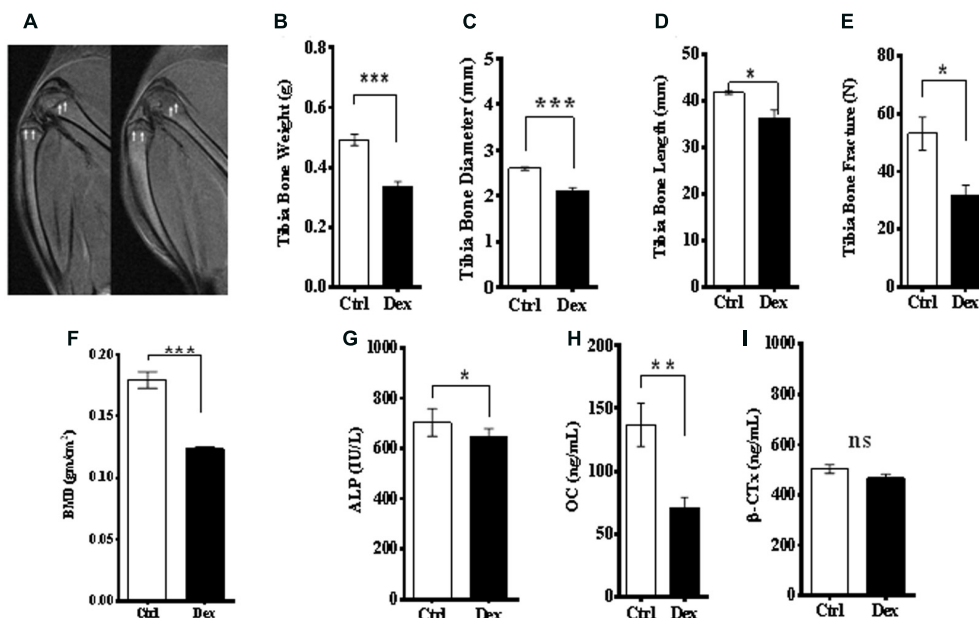 A
B
Tibia Bone Weight (g)
0.8
0.6
0.4
0.2
0.0
***
Ctrl Dex
C
Tibia Bone Diameter (mm)
5
4
3
2
1
0
***
Ctrl Dex
D
Tibia Bone Length (mm)
50
40
30
20
10
0
*
Ctrl Dex
E
Tibia Bone Fracture (N)
80
60
40
20
0
*
Ctrl Dex
F
BMD (gm/cm²)
0.20
0.15
0.10
0.05
0.00
***
Ctrl Dex
G
ALP (IU/L)
1000
800
600
400
200
0
*
Ctrl Dex
H
OC (ng/mL)
200
150
100
50
0
**
Ctrl Dex
I
β-CTx (ng/mL)
1000
800
600
400
200
0
ns
Ctrl Dex